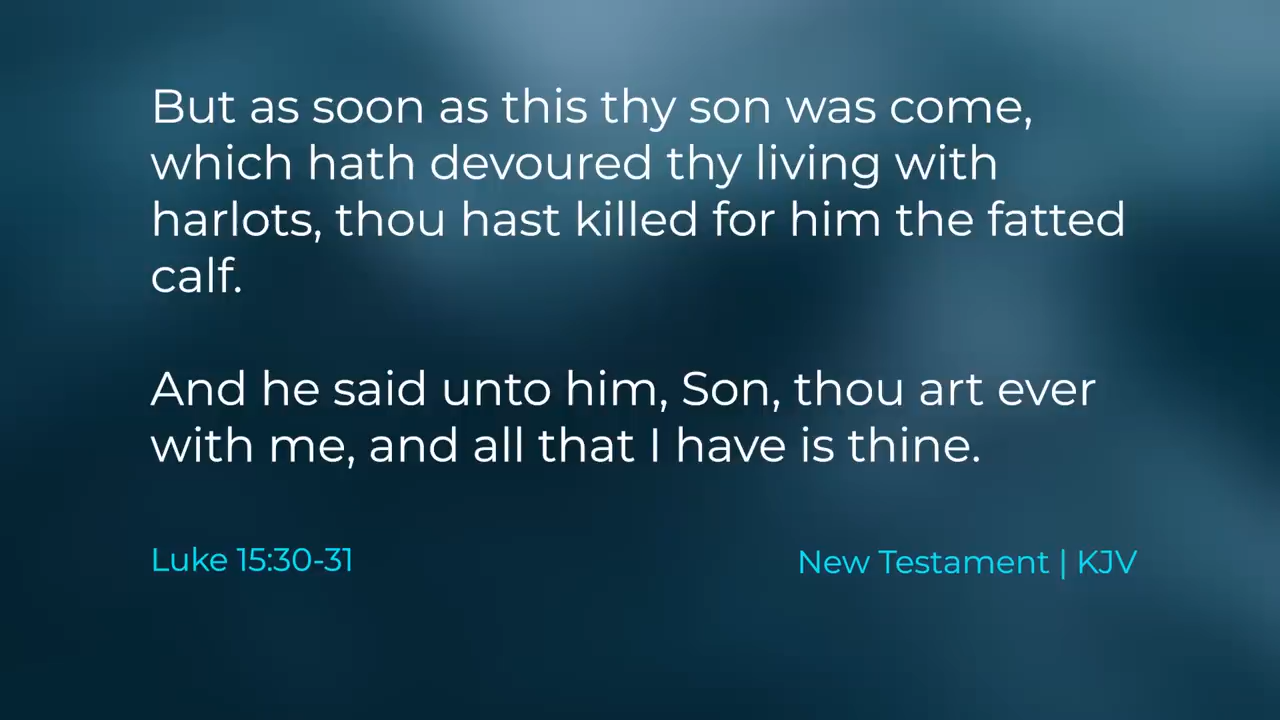 But as soon as this thy son was come,
which hath devoured thy living with
harlots, thou hast killed for him the fatted
calf.
And he said unto him, Son, thou art ever
with me, and all that I have is thine.
Luke 15:30-31
New Testament | KJV